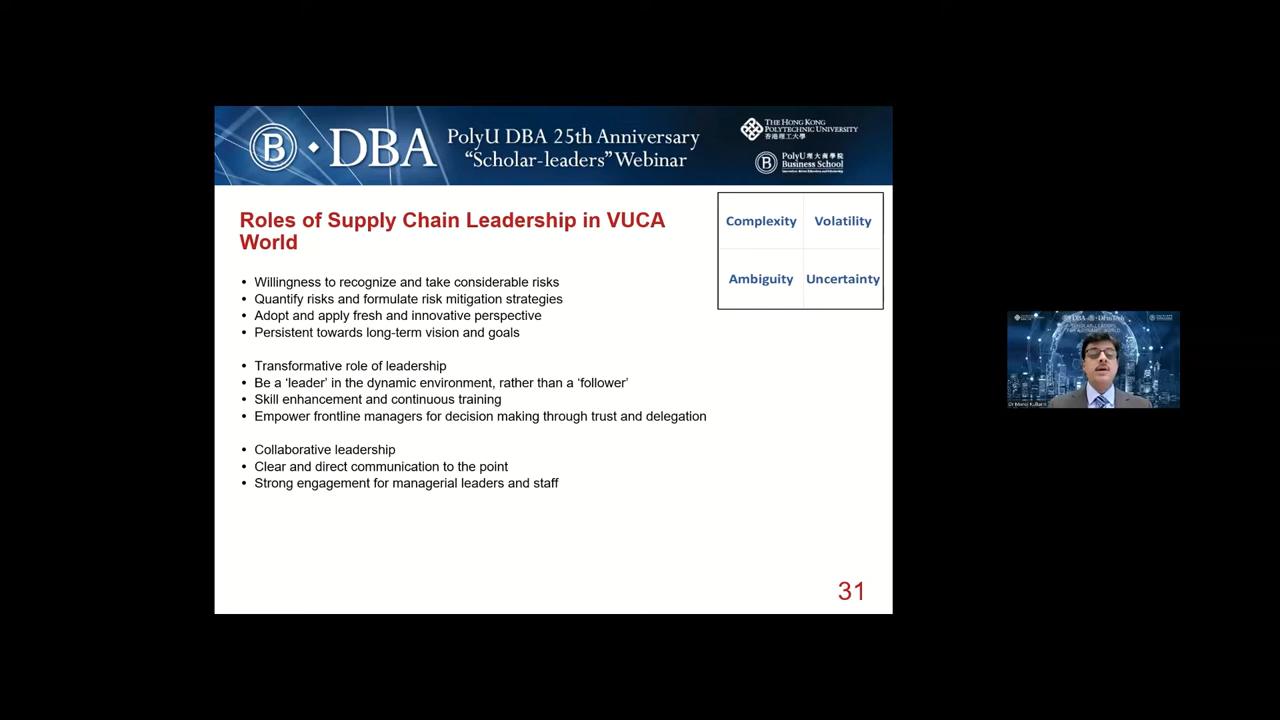 B
DBA
PolyU DBA 25th Anniversary
"Scholar-leaders" Webinar
THE HONG KONG
POLYTECHNIC UNIVERSITY
香港理工大學
B
PolyU 理大商學院
Business School
Roles of Supply Chain Leadership in VUCA
World
Complexity
Volatility
Ambiguity
Uncertainty
• Willingness to recognize and take considerable risks
• Quantify risks and formulate risk mitigation strategies
• Adopt and apply fresh and innovative perspective
• Persistent towards long-term vision and goals
• Transformative role of leadership
• Be a ‘leader’ in the dynamic environment, rather than a ‘follower’
• Skill enhancement and continuous training
• Empower frontline managers for decision making through trust and delegation
• Collaborative leadership
• Clear and direct communication to the point
• Strong engagement for managerial leaders and staff
31